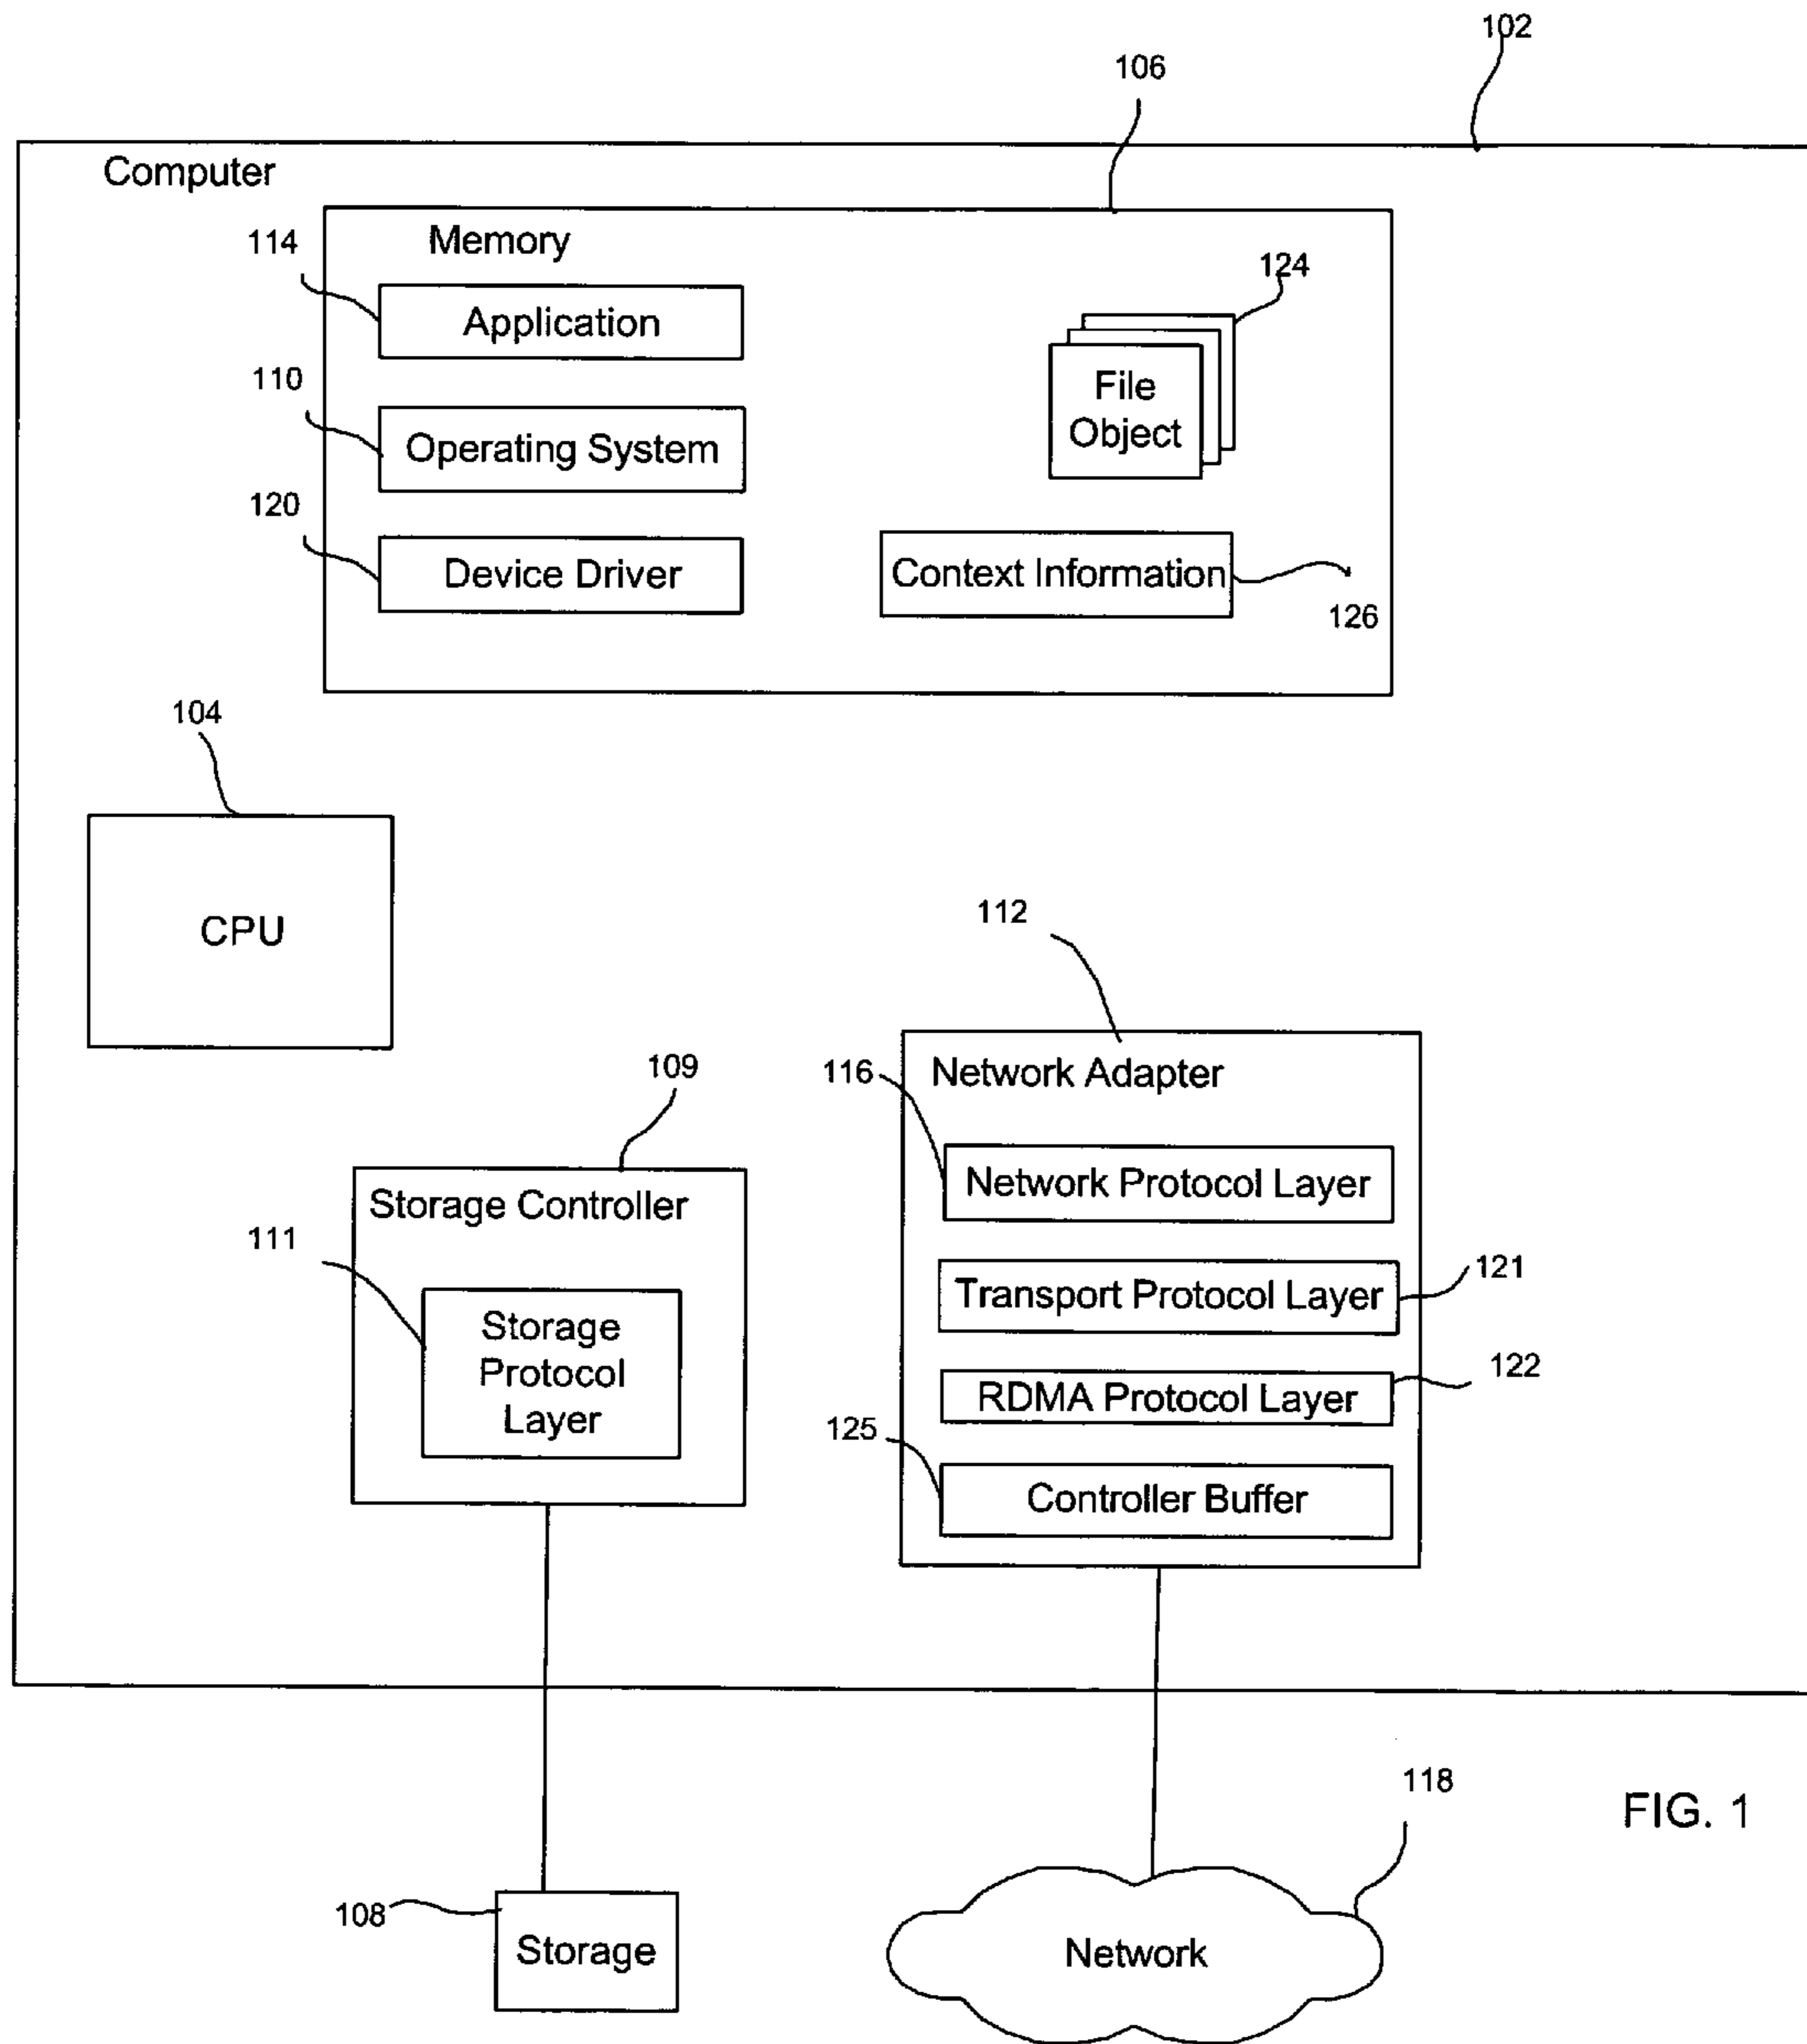 102
106
Computer
Memory
114
124
Application
File
Object
110
Operating System
120
Device Driver
Context Information
126
104
CPU
112
109
116
Network Adapter
Network Protocol Layer
Storage Controller
111
121
Transport Protocol Layer
Storage
Protocol
Layer
122
RDMA Protocol Layer
125
Controller Buffer
118
FIG. 1
108
Storage
Network